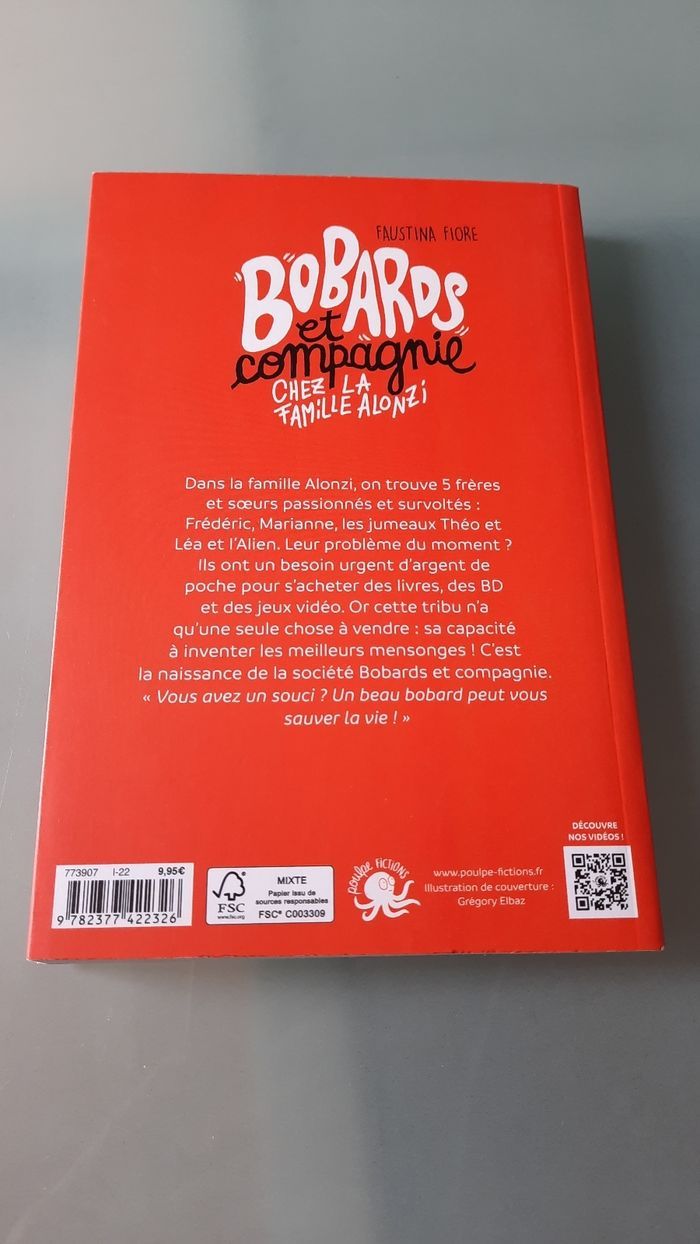 FAUSTINA FIORE
BOBARDS
et
compagnie
CHEZ LA
FAMILLE ALONZI
Dans la famille Alonzi, on trouve 5 frères
et sœurs passionnés et survoltés :
Frédéric, Marianne, les jumeaux Théo et
Léa et l'Alien. Leur problème du moment ?
Ils ont un besoin urgent d'argent de
poche pour s'acheter des livres, des BD
et des jeux vidéo. Or cette tribu n'a
qu'une seule chose à vendre : sa capacité
à inventer les meilleurs mensonges ! C'est
la naissance de la société Bobards et compagnie.
« Vous avez un souci ? Un beau bobard peut vous
sauver la vie ! »
DÉCOUVRE
NOS VIDÉOS !
773907 I-22 9,95€
9 782377 422326
FSC
www.fsc.org
MIXTE
Papier issu de
sources responsables
FSC® C003309
poulpe FICTIONS
www.poulpe-fictions.fr
Illustration de couverture :
Grégory Elbaz